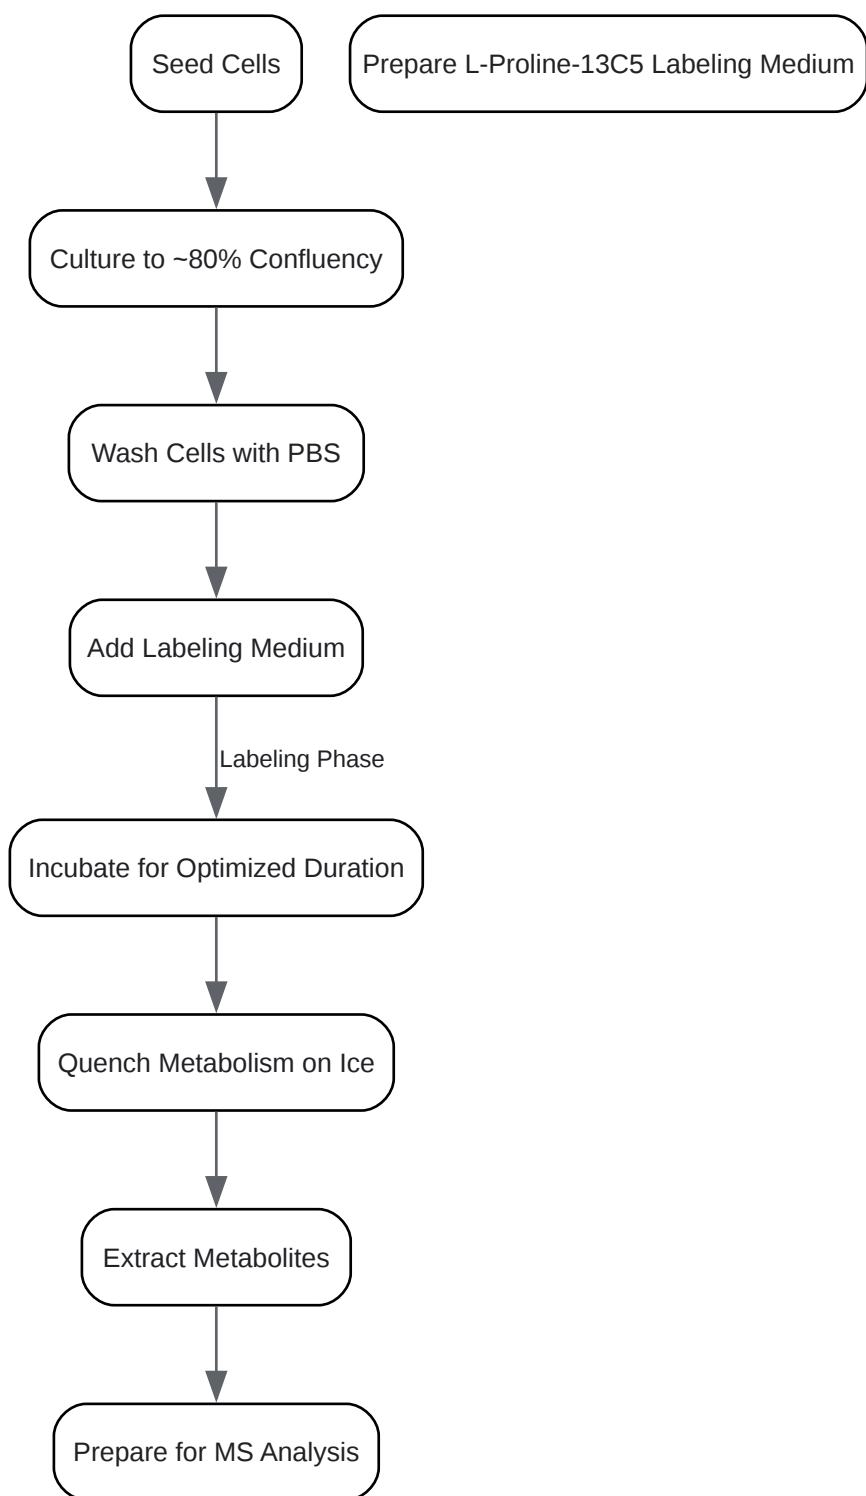 Seed Cells
Prepare L-Proline-13C5 Labeling Medium
Culture to ~80% Confluency
Wash Cells with PBS
Add Labeling Medium
Labeling Phase
Incubate for Optimized Duration
Quench Metabolism on Ice
Extract Metabolites
Prepare for MS Analysis